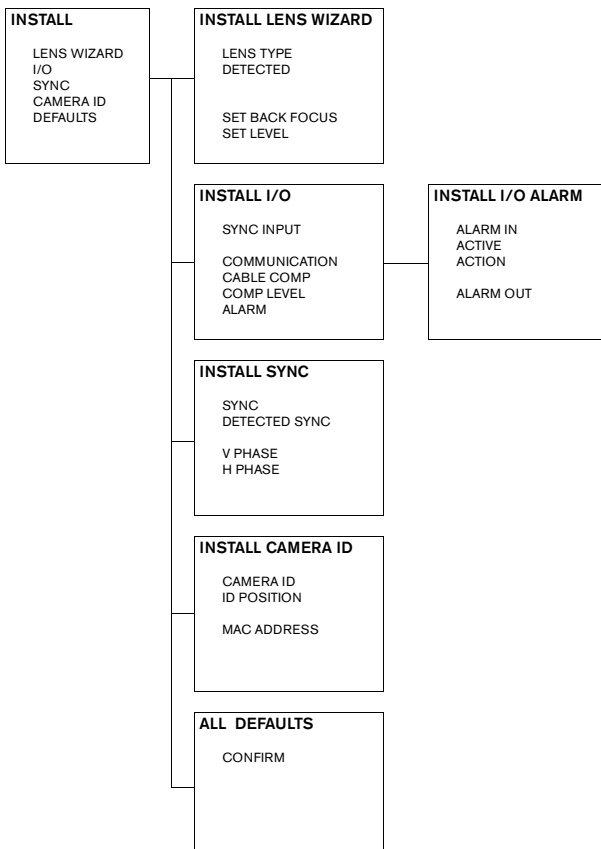 INSTALL
LENS WIZARD
I/O
SYNC
CAMERA ID
DEFAULTS
INSTALL LENS WIZARD
LENS TYPE
DETECTED
SET BACK FOCUS
SET LEVEL
INSTALL I/O
SYNC INPUT
COMMUNICATION
CABLE COMP
COMP LEVEL
ALARM
INSTALL I/O ALARM
ALARM IN
ACTIVE
ACTION
ALARM OUT
INSTALL SYNC
SYNC
DETECTED SYNC
V PHASE
H PHASE
INSTALL CAMERA ID
CAMERA ID
ID POSITION
MAC ADDRESS
ALL DEFAULTS
CONFIRM